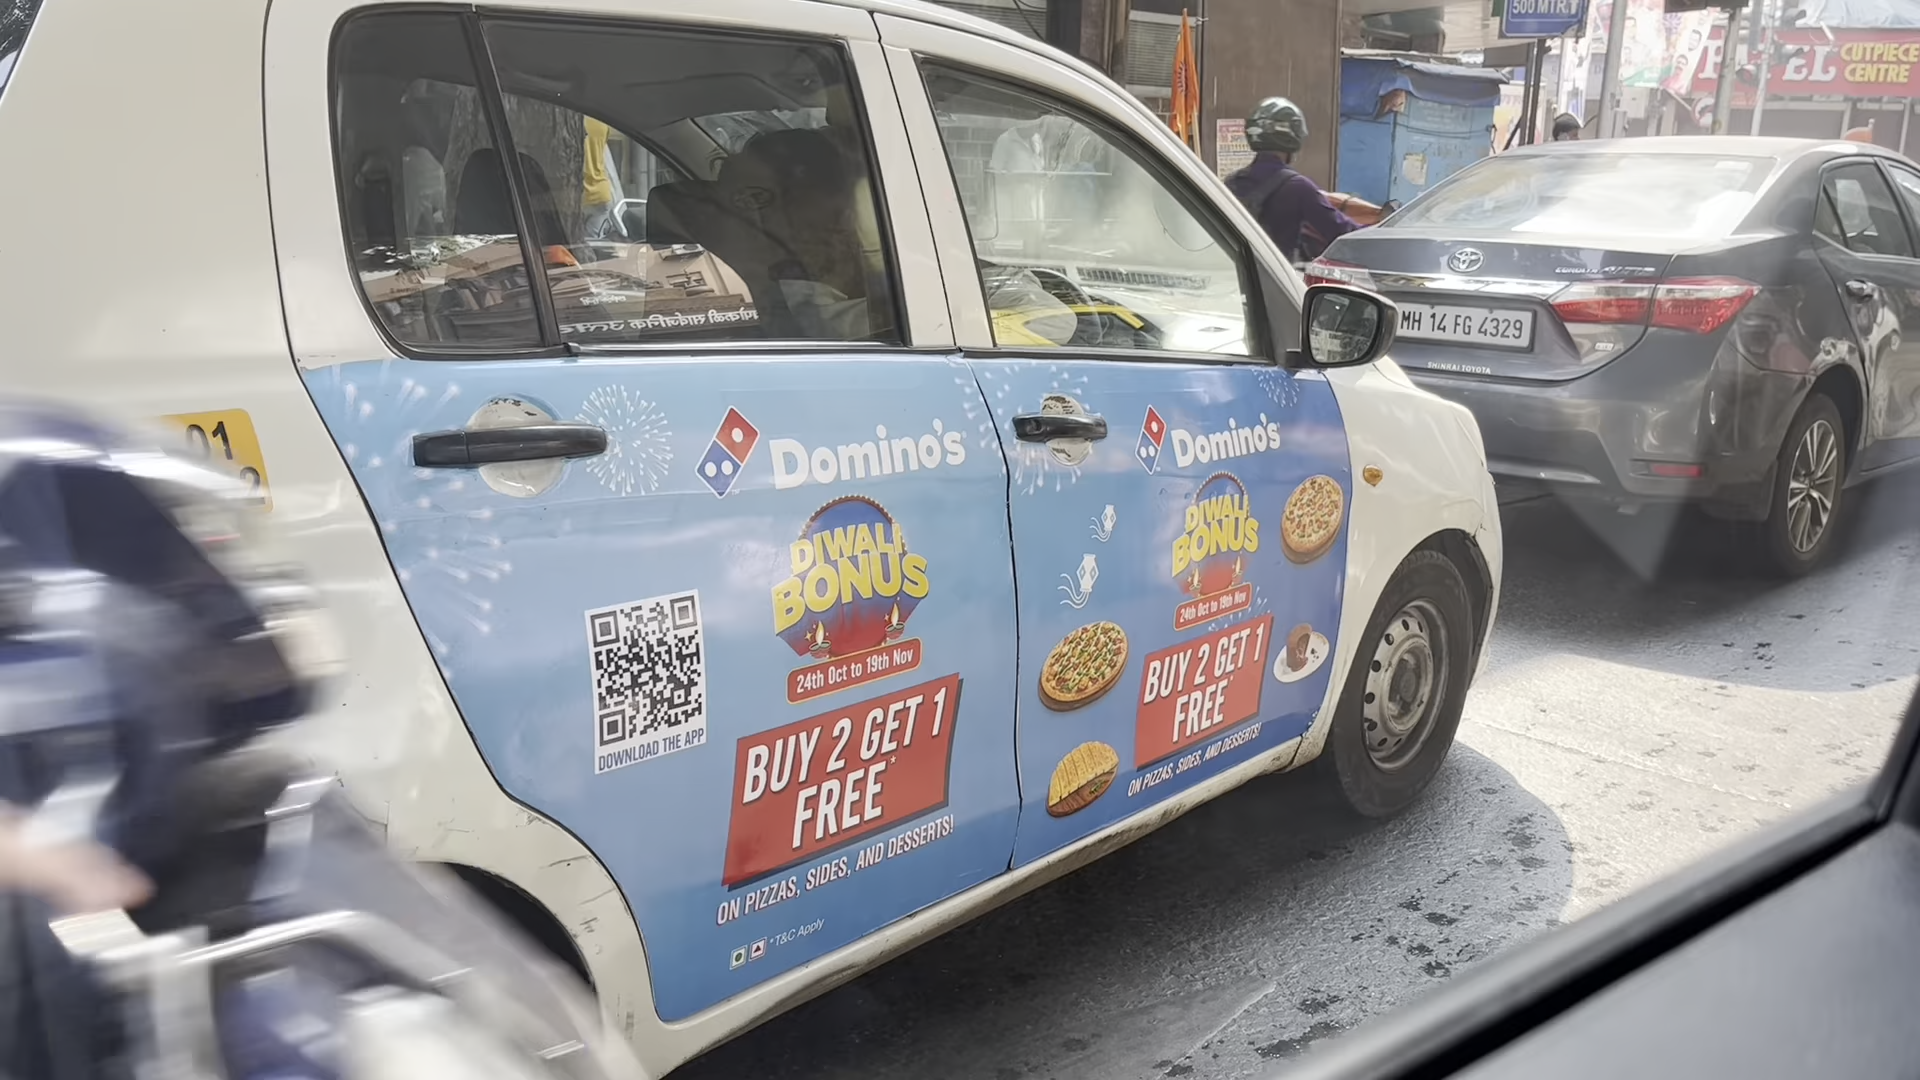 500 MTR.
CUTPIECE
CENTRE
MH 14 FG 4329
SHINRAI TOYOTA
01
Domino's
DIWALI
BONUS
24th Oct to 19th Nov
BUY 2 GET 1
FREE*
ON PIZZAS, SIDES, AND DESSERTS!
*T&C Apply
DOWNLOAD THE APP
Domino's
DIWALI
BONUS
24th Oct to 19th Nov
BUY 2 GET 1
FREE*
ON PIZZAS, SIDES, AND DESSERTS!